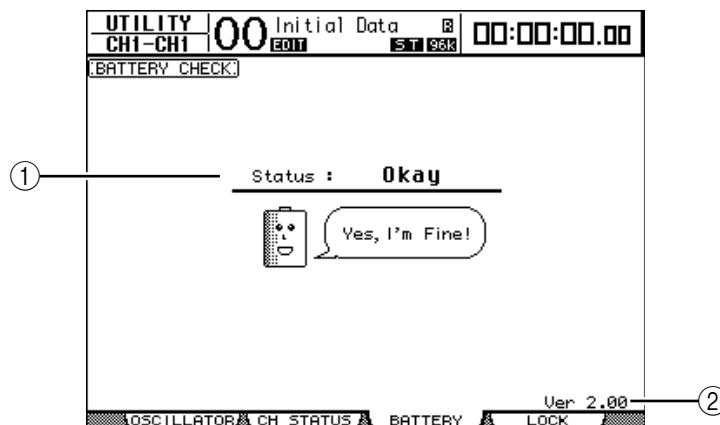 UTILITY
CH1-CH1
00 Initial Data R
EDIT ST 96k
00:00:00.00
BATTERY CHECK
① Status : Okay
Yes, I'm Fine!
Ver 2.00 ②
OSCILLATOR CH STATUS BATTERY LOCK